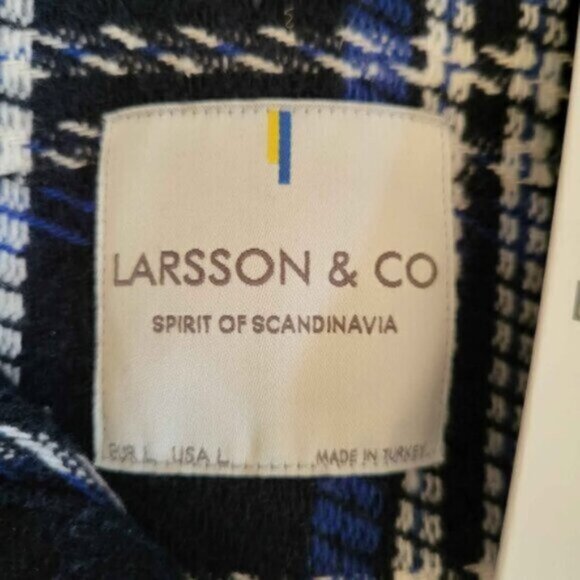 LARSSON & CO
SPIRIT OF SCANDINAVIA
EUR L USA L MADE IN TURKEY